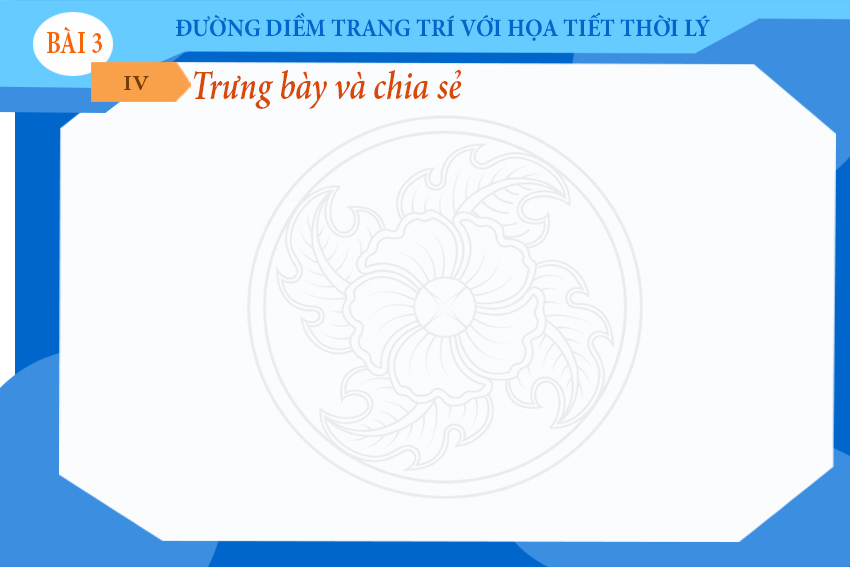 BÀI 3
ĐƯỜNG DIỀM TRANG TRÍ VỚI HỌA TIẾT THỜI LÝ
IV
Trưng bày và chia sẻ